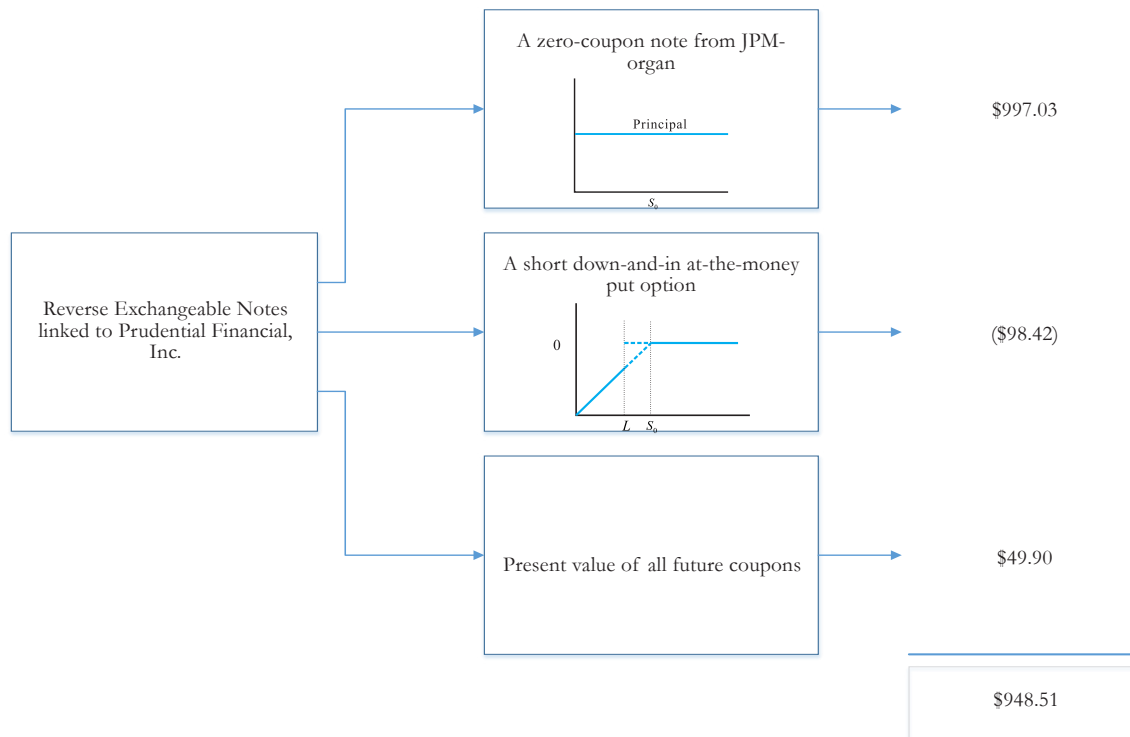 A zero-coupon note from JPM-
organ
Principal
S₀
$997.03
Reverse Exchangeable Notes
linked to Prudential Financial,
Inc.
A short down-and-in at-the-money
put option
0
L S₀
($98.42)
Present value of all future coupons
$49.90
$948.51